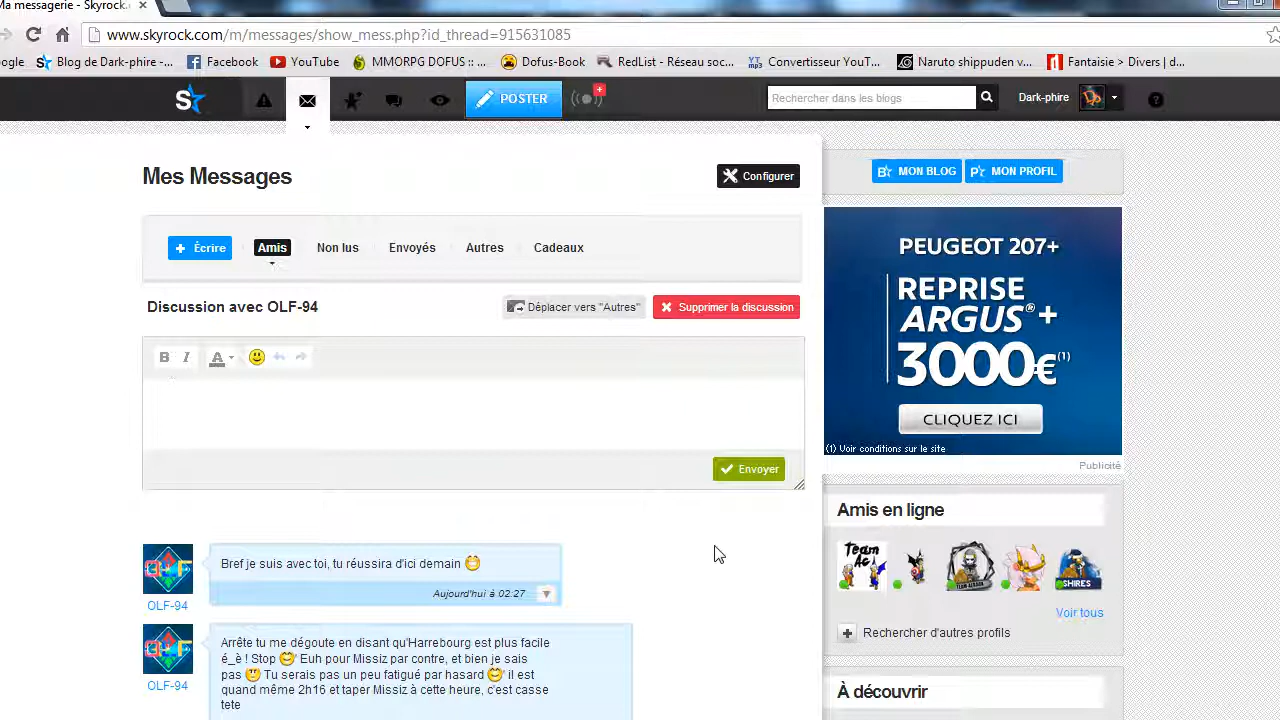 Ma messagerie - Skyrock.
www.skyrock.com/m/messages/show_mess.php?id_thread=915631085
ogle Blog de Dark-phire -... Facebook YouTube MMORPG DOFUS :: ... Dofus-Book RedList - Réseau soc... Convertisseur YouT... Naruto shippuden v... Fantaisie > Divers | d...
S POSTER Rechercher dans les blogs Dark-phire
Mes Messages
Configurer
MON BLOG MON PROFIL
Écrire Amis Non lus Envoyés Autres Cadeaux
Discussion avec OLF-94
Déplacer vers "Autres" Supprimer la discussion
B I A
Envoyer
PEUGEOT 207+
REPRISE
ARGUS® +
3000€(1)
CLIQUEZ ICI
(1) Voir conditions sur le site
Publicité
Bref je suis avec toi, tu réussira d'ici demain
Aujourd'hui à 02:27
OLF-94
Arrête tu me dégoute en disant qu'Harebourg est plus facile
é_è ! Stop Euh pour Missiz par contre, et bien je sais
pas Tu serais pas un peu fatigué par hasard il est
quand même 2h16 et taper Missiz à cette heure, c'est casse
tete
OLF-94
Amis en ligne
Team
SHIRES
Voir tous
Rechercher d'autres profils
À découvrir